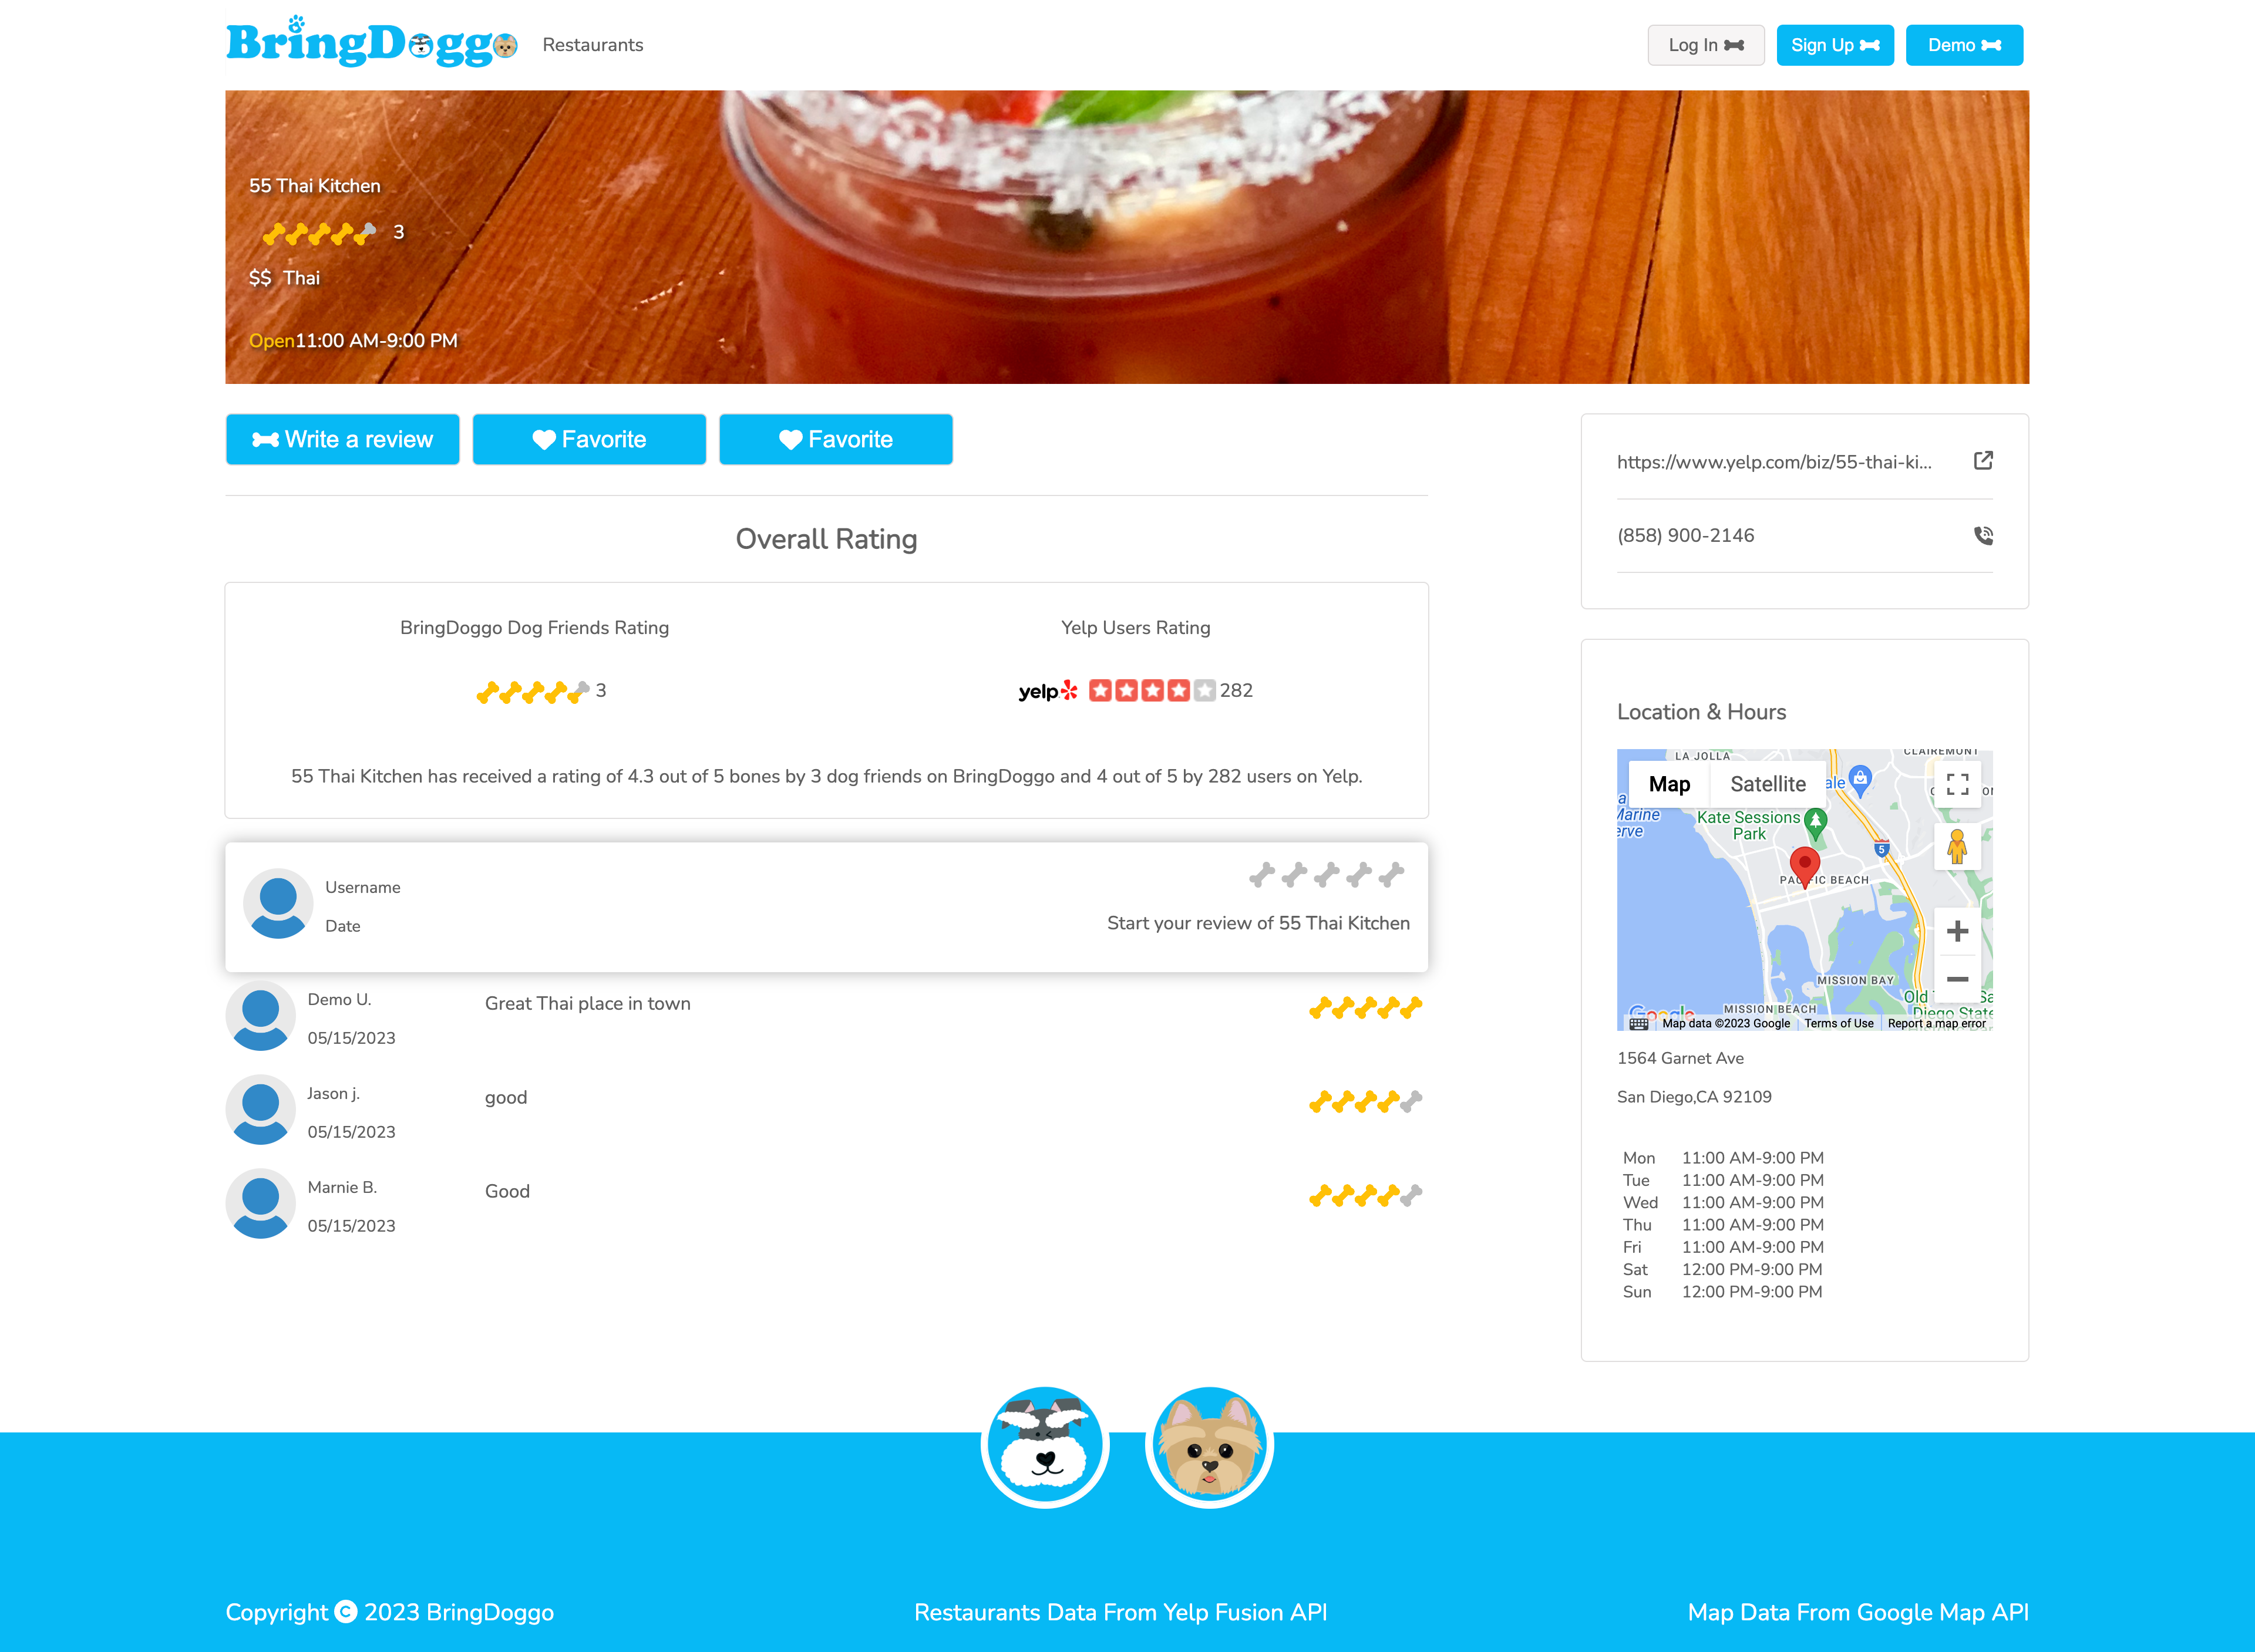 BringDoggo Restaurants Log In Sign Up Demo
55 Thai Kitchen
3
$$ Thai
Open11:00 AM-9:00 PM
Write a review Favorite Favorite
https://www.yelp.com/biz/55-thai-ki...
(858) 900-2146
Overall Rating
BringDoggo Dog Friends Rating Yelp Users Rating
3 yelp 282
55 Thai Kitchen has received a rating of 4.3 out of 5 bones by 3 dog friends on BringDoggo and 4 out of 5 by 282 users on Yelp.
Username
Date
Start your review of 55 Thai Kitchen
Demo U. Great Thai place in town
05/15/2023
Jason j. good
05/15/2023
Marnie B. Good
05/15/2023
Location & Hours
LA JOLLA CLAIREMONT
Map Satellite ale
Marine
erve
Kate Sessions
Park
5
PACIFIC BEACH
MISSION BAY
MISSION BEACH
Old
Diego State
Google
Map data ©2023 Google Terms of Use Report a map error
1564 Garnet Ave
San Diego,CA 92109
Mon 11:00 AM-9:00 PM
Tue 11:00 AM-9:00 PM
Wed 11:00 AM-9:00 PM
Thu 11:00 AM-9:00 PM
Fri 11:00 AM-9:00 PM
Sat 12:00 PM-9:00 PM
Sun 12:00 PM-9:00 PM
Copyright © 2023 BringDoggo Restaurants Data From Yelp Fusion API Map Data From Google Map API